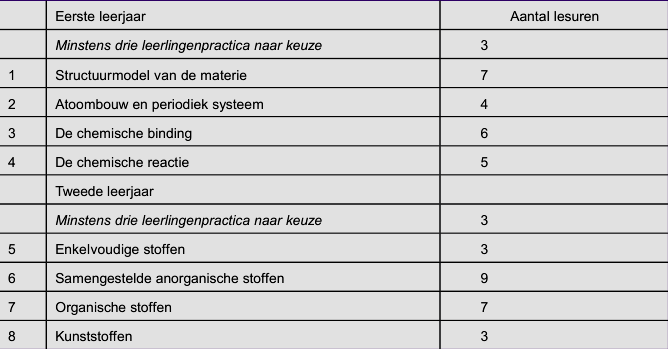 Eerste leerjaar Aantal lesuren
Minstens drie leerlingenpractica naar keuze 3
1 Structuurmodel van de materie 7
2 Atoombouw en periodiek systeem 4
3 De chemische binding 6
4 De chemische reactie 5
Tweede leerjaar
Minstens drie leerlingenpractica naar keuze 3
5 Enkelvoudige stoffen 3
6 Samengestelde anorganische stoffen 9
7 Organische stoffen 7
8 Kunststoffen 3